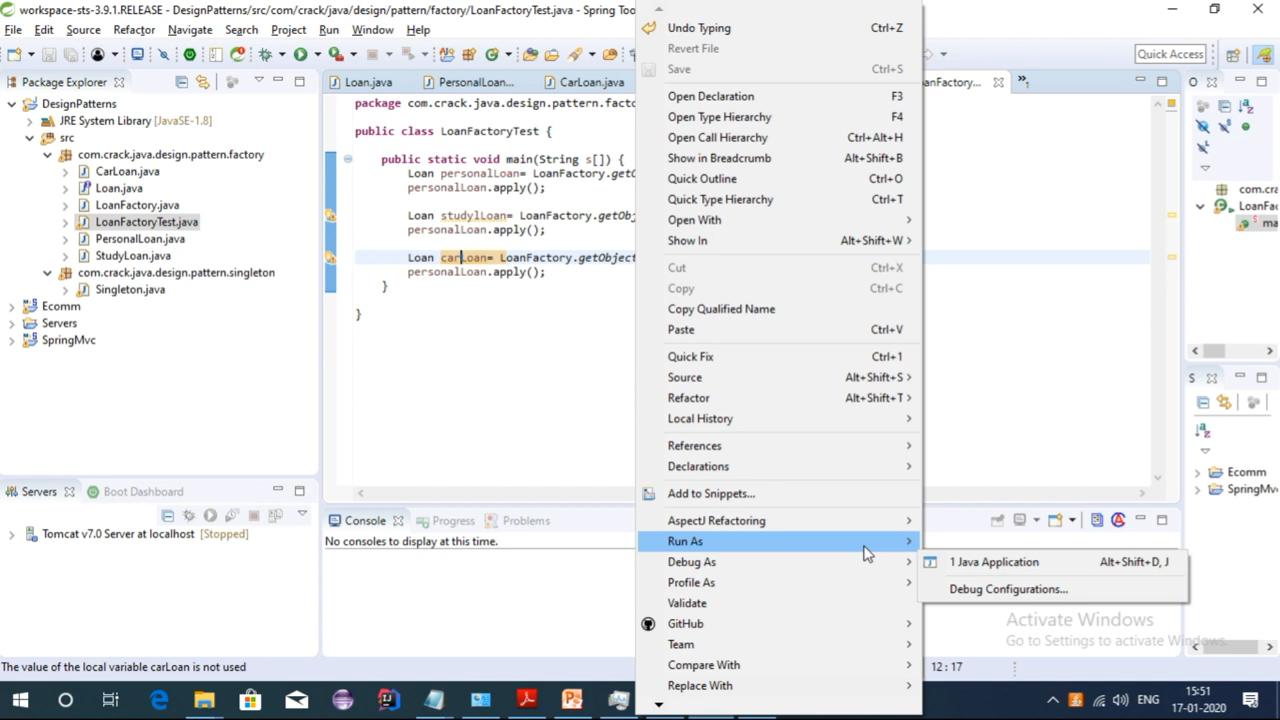 workspace-sts-3.9.1.RELEASE - DesignPatterns/src/com/crack/java/design/pattern/factory/LoanFactoryTest.java - Spring Too
File Edit Source Refactor Navigate Search Project Run Window Help
Quick Access
Package Explorer
DesignPatterns
JRE System Library [JavaSE-1.8]
src
com.crack.java.design.pattern.factory
CarLoan.java
Loan.java
LoanFactory.java
LoanFactoryTest.java
PersonalLoan.java
StudyLoan.java
com.crack.java.design.pattern.singleton
Singleton.java
Ecomm
Servers
SpringMvc
Servers Boot Dashboard
Tomcat v7.0 Server at localhost [Stopped]
Loan.java PersonalLoan... CarLoan.java anFactory... 1
package com.crack.java.design.pattern.facto
public class LoanFactoryTest {
public static void main(String s[]) {
Loan personalLoan= LoanFactory.getO
personalLoan.apply();
Loan studylLoan= LoanFactory.getObj
personalLoan.apply();
Loan carLoan= LoanFactory.getObject
personalLoan.apply();
}
}
Console Progress Problems
No consoles to display at this time.
Undo Typing Ctrl+Z
Revert File
Save Ctrl+S
Open Declaration F3
Open Type Hierarchy F4
Open Call Hierarchy Ctrl+Alt+H
Show in Breadcrumb Alt+Shift+B
Quick Outline Ctrl+O
Quick Type Hierarchy Ctrl+T
Open With
Show In Alt+Shift+W
Cut Ctrl+X
Copy Ctrl+C
Copy Qualified Name
Paste Ctrl+V
Quick Fix Ctrl+1
Source Alt+Shift+S
Refactor Alt+Shift+T
Local History
References
Declarations
Add to Snippets...
AspectJ Refactoring
Run As
Debug As
Profile As
Validate
GitHub
Team
Compare With
Replace With
1 Java Application Alt+Shift+D, J
Debug Configurations...
O
com.cra
LoanFac
ma
S
Ecomm
SpringMv
Activate Windows
Go to Settings to activate Windows.
The value of the local variable carLoan is not used
12 : 17
ENG
15:51
17-01-2020